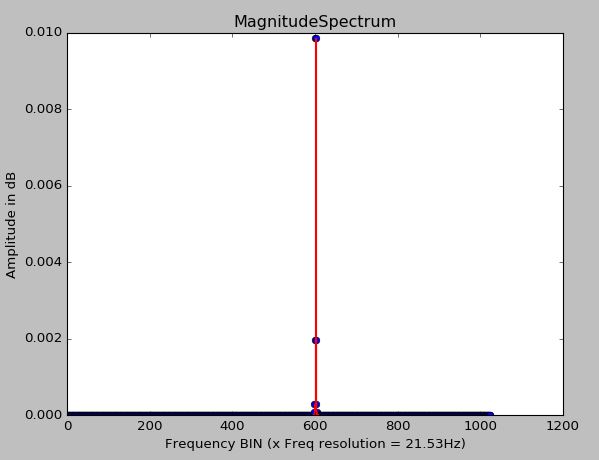 MagnitudeSpectrum
0.010
0.008
0.006
0.004
0.002
0.000
Amplitude in dB
0 200 400 600 800 1000 1200
Frequency BIN (x Freq resolution = 21.53Hz)